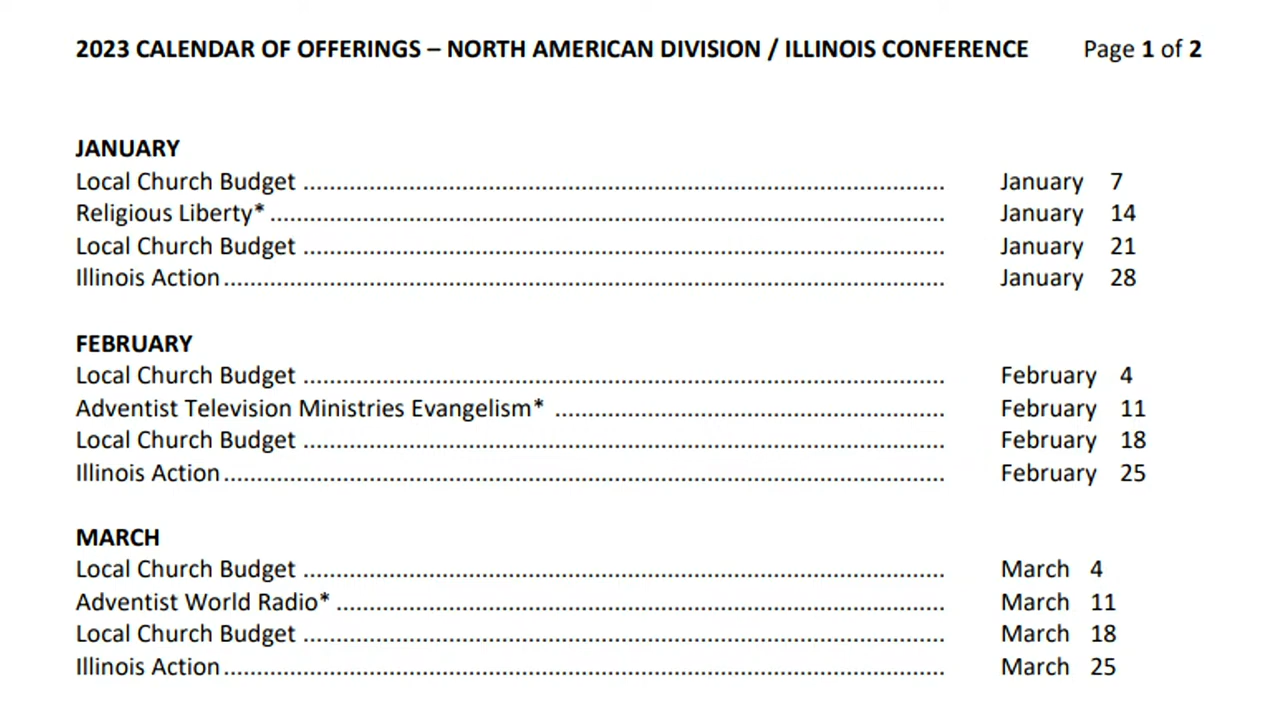 2023 CALENDAR OF OFFERINGS – NORTH AMERICAN DIVISION / ILLINOIS CONFERENCE Page 1 of 2
JANUARY
Local Church Budget ................................................................................................ January 7
Religious Liberty* ................................................................................................ January 14
Local Church Budget ................................................................................................ January 21
Illinois Action ................................................................................................ January 28
FEBRUARY
Local Church Budget ................................................................................................ February 4
Adventist Television Ministries Evangelism* ........................................................... February 11
Local Church Budget ................................................................................................ February 18
Illinois Action ................................................................................................ February 25
MARCH
Local Church Budget ................................................................................................ March 4
Adventist World Radio* ................................................................................................ March 11
Local Church Budget ................................................................................................ March 18
Illinois Action ................................................................................................ March 25